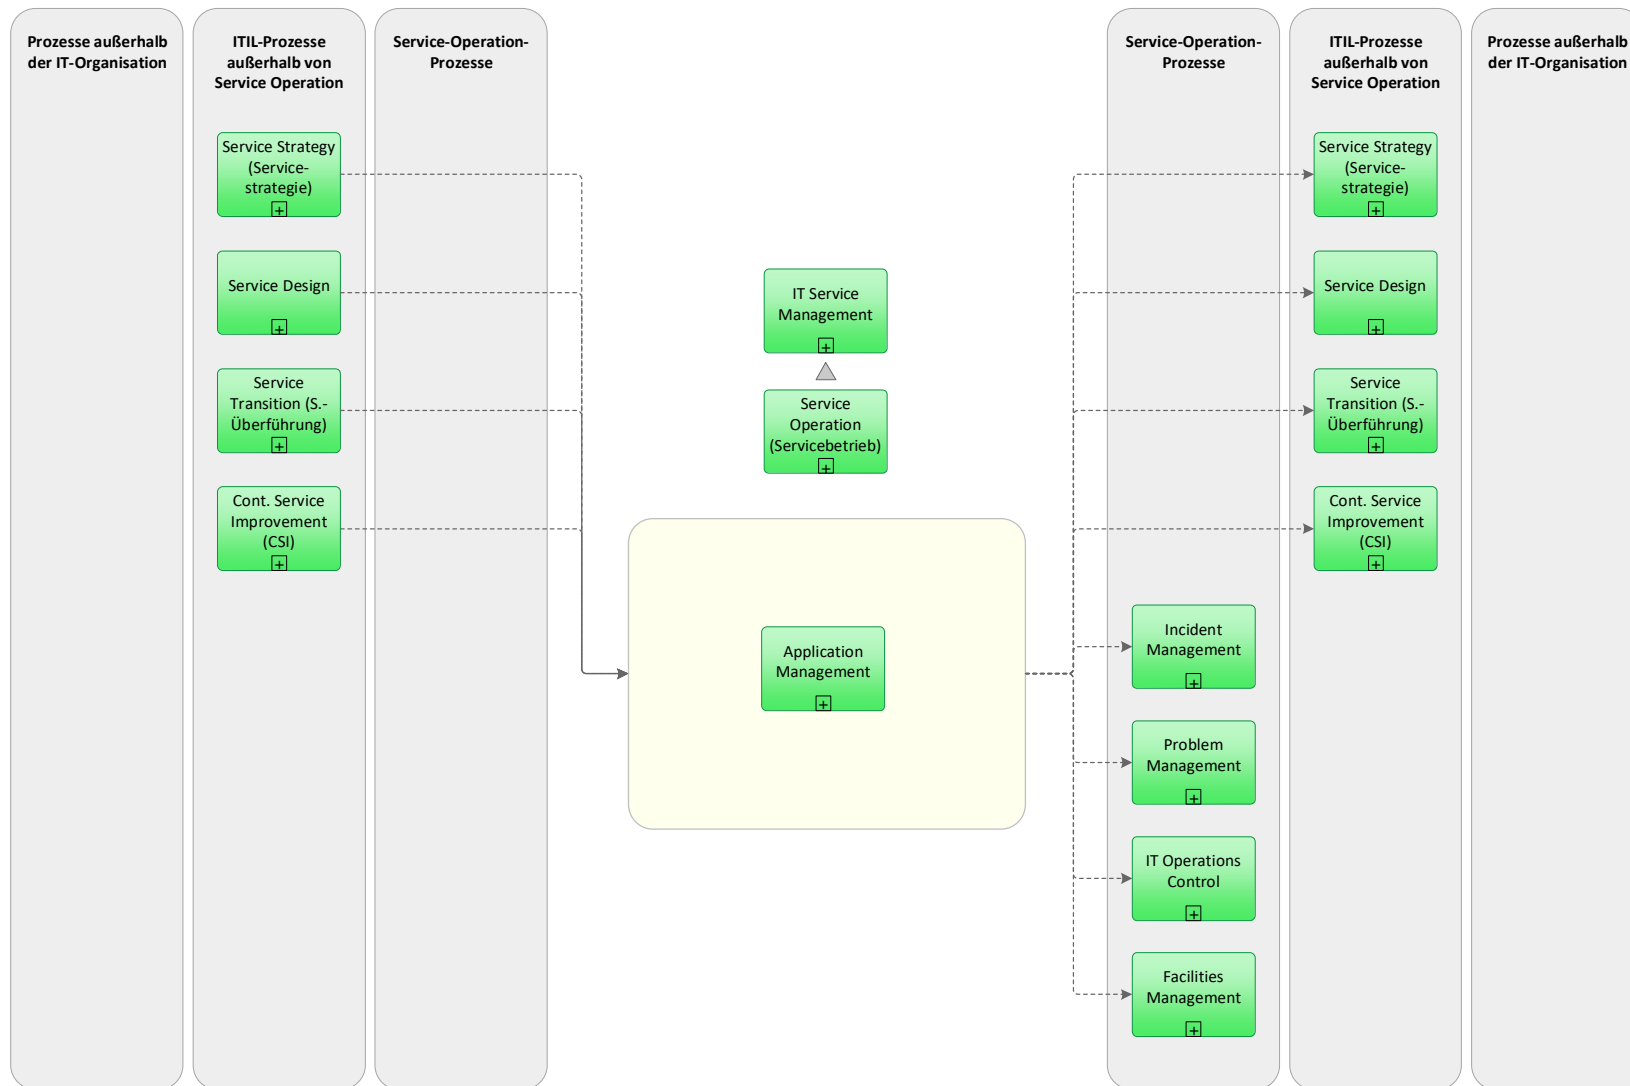 Prozesse außerhalb
der IT-Organisation
ITIL-Prozesse
außerhalb von
Service Operation
Service-Operation-
Prozesse
Service-Operation-
Prozesse
ITIL-Prozesse
außerhalb von
Service Operation
Prozesse außerhalb
der IT-Organisation
Service Strategy
(Service-
strategie)
Service Design
Service
Transition (S.-
Überführung)
Cont. Service
Improvement
(CSI)
IT Service
Management
Service
Operation
(Servicebetrieb)
Application
Management
Service Strategy
(Service-
strategie)
Service Design
Service
Transition (S.-
Überführung)
Cont. Service
Improvement
(CSI)
Incident
Management
Problem
Management
IT Operations
Control
Facilities
Management